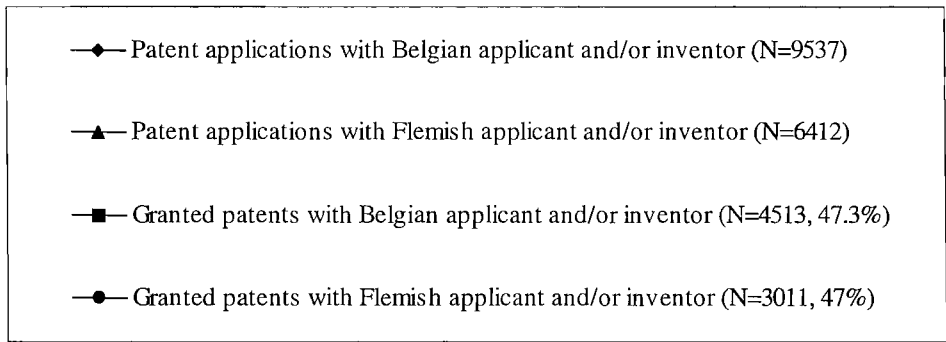 Patent applications with Belgian applicant and/or inventor (N=9537)
Patent applications with Flemish applicant and/or inventor (N=6412)
Granted patents with Belgian applicant and/or inventor (N=4513, 47.3%)
Granted patents with Flemish applicant and/or inventor (N=3011, 47%)